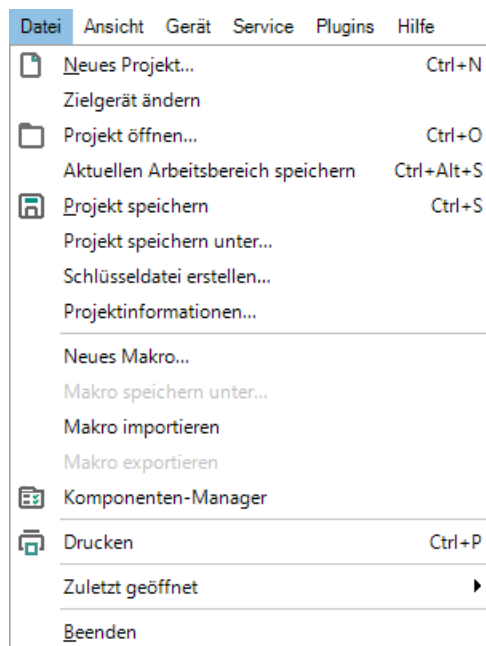 Datei Ansicht Gerät Service Plugins Hilfe
Neues Projekt... Ctrl+N
Zielgerät ändern
Projekt öffnen... Ctrl+O
Aktuellen Arbeitsbereich speichern Ctrl+Alt+S
Projekt speichern Ctrl+S
Projekt speichern unter...
Schlüsseldatei erstellen...
Projektinformationen...
Neues Makro...
Makro speichern unter...
Makro importieren
Makro exportieren
Komponenten-Manager
Drucken Ctrl+P
Zuletzt geöffnet
Beenden